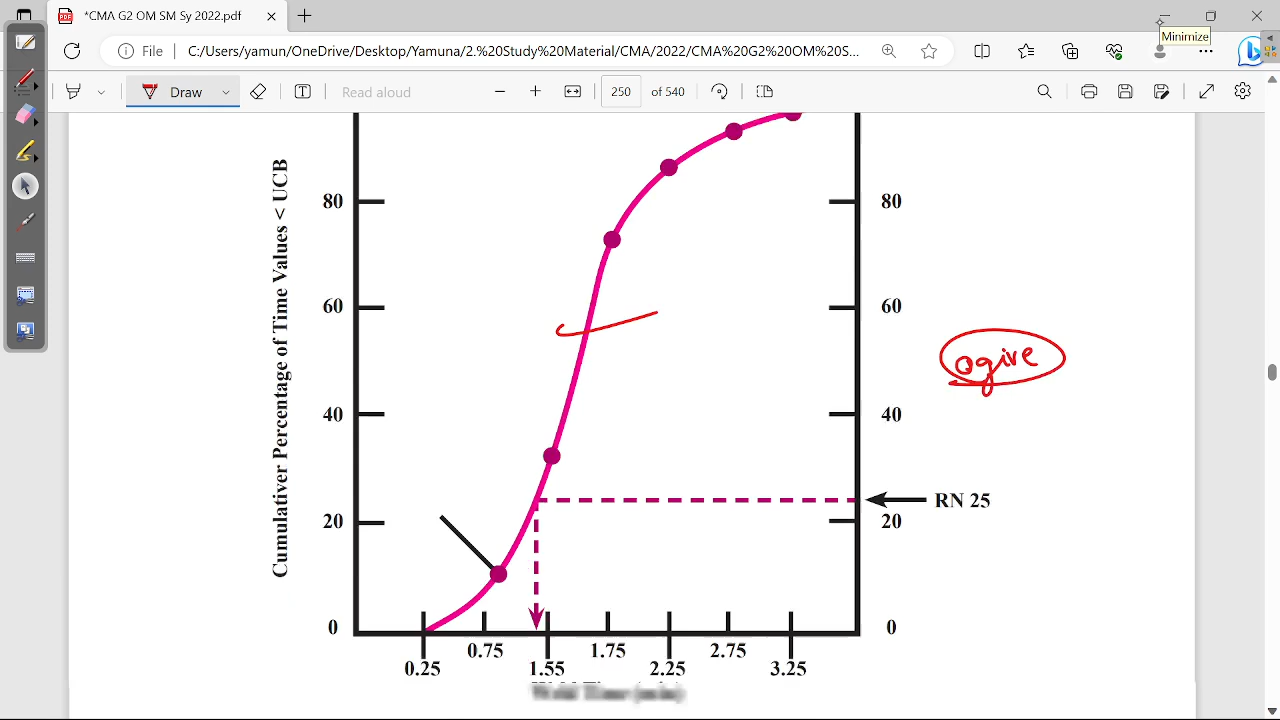 *CMA G2 OM SM Sy 2022.pdf
Minimize
File
C:/Users/yamun/OneDrive/Desktop/Yamuna/2.%20Study%20Material/CMA/2022/CMA%20G2%20OM%20S...
Draw
Read aloud
250
of 540
Cumulativer Percentage of Time Values < UCB
80
60
40
20
0
80
60
40
20
0
ogive
RN 25
0.25
0.75
1.55
1.75
2.25
2.75
3.25
Weld Time (min)